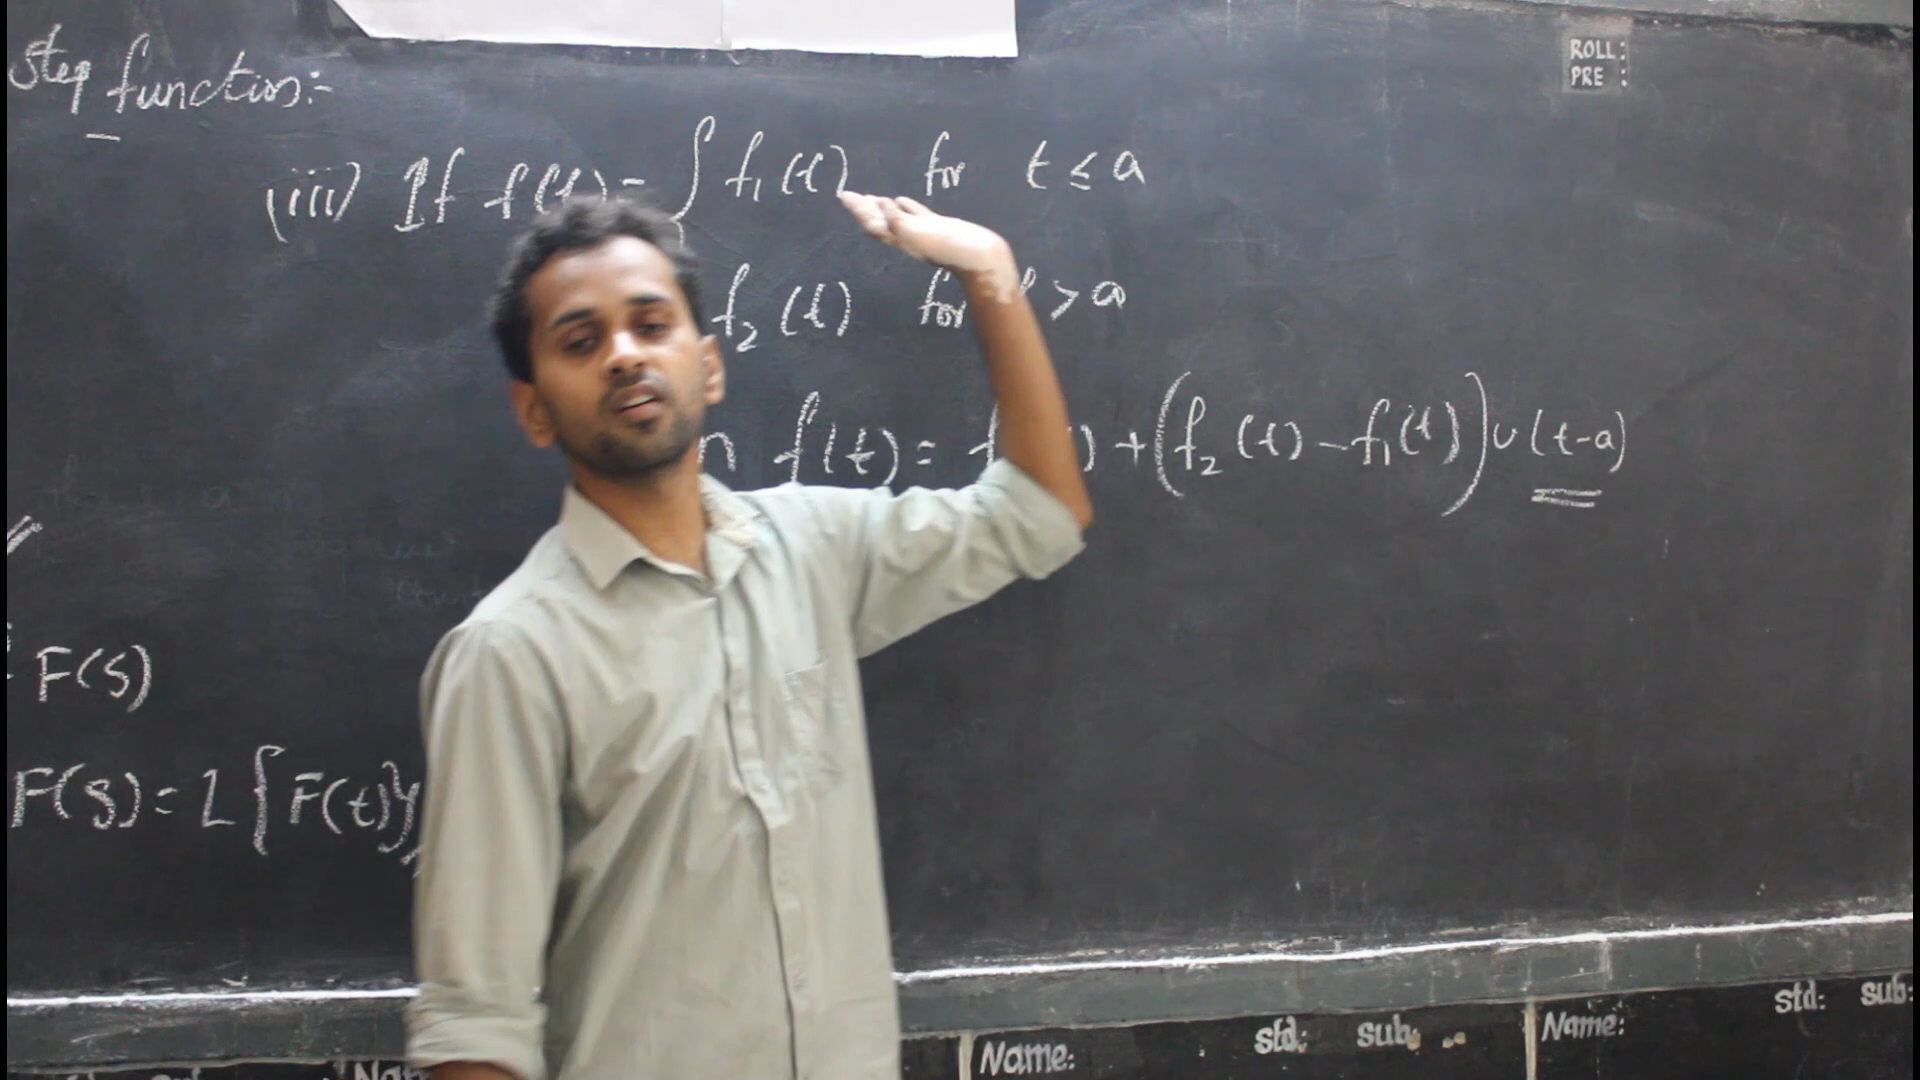 Step function:-
ROLL:
PRE :
(iii) If f(t) = { f₁(t) for t ≤ a
f₂(t) for > a
f(t) = + (f₂(t) - f₁(t)) u(t-a)
F(s)
F(s) = L{F(t)}
std: sub:
Name: std: sub: Name: